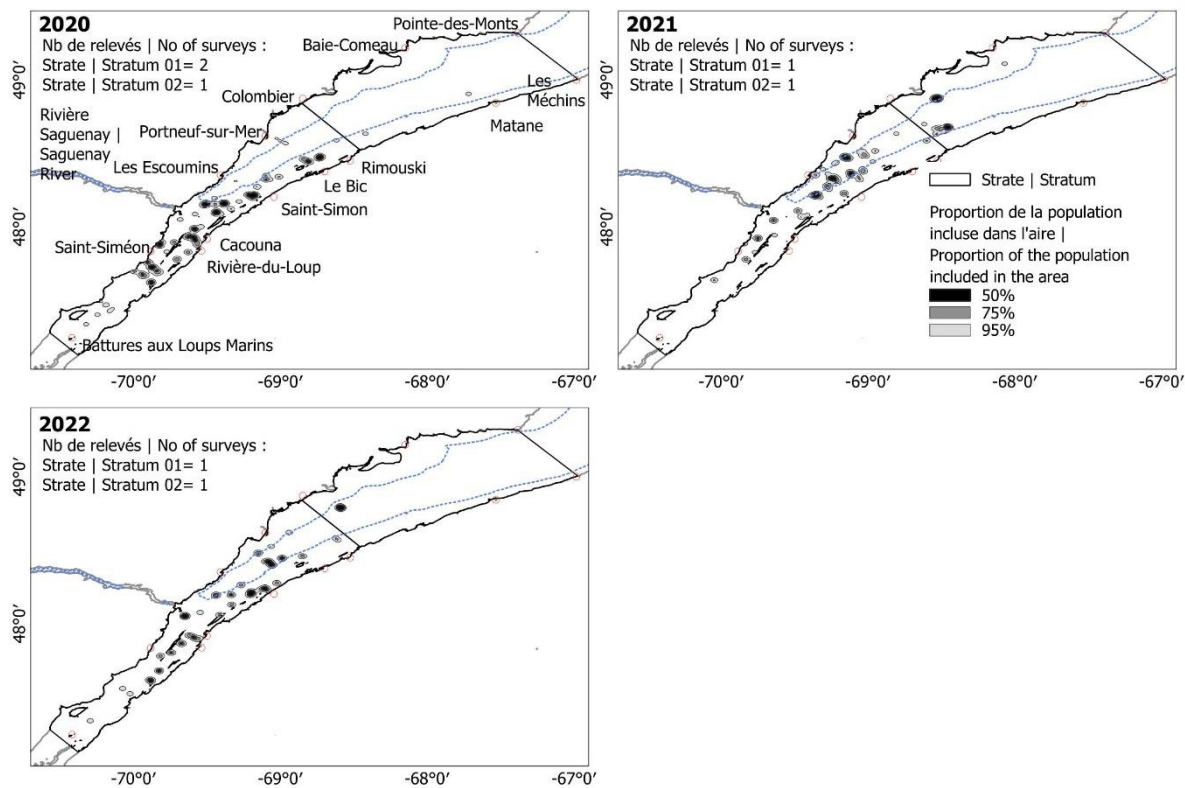 2020
Nb de relevés | No of surveys :
Strate | Stratum 01= 2
Strate | Stratum 02= 1
Pointe-des-Monts
Baie-Comeau
Colombier
Les
Méchins
Matane
Rivière
Saguenay |
Saguenay
River
Portneuf-sur-Mer
Les Escoumins
Rimouski
Le Bic
Saint-Simon
Saint-Siméon
Cacouna
Rivière-du-Loup
Battures aux Loups Marins
49°0'
48°0'
-70°0'
-69°0'
-68°0'
-67°0'
2021
Nb de relevés | No of surveys :
Strate | Stratum 01= 1
Strate | Stratum 02= 1
Strate | Stratum
Proportion de la population
incluse dans l'aire |
Proportion of the population
included in the area
50%
75%
95%
49°0'
48°0'
-70°0'
-69°0'
-68°0'
-67°0'
2022
Nb de relevés | No of surveys :
Strate | Stratum 01= 1
Strate | Stratum 02= 1
49°0'
48°0'
-70°0'
-69°0'
-68°0'
-67°0'